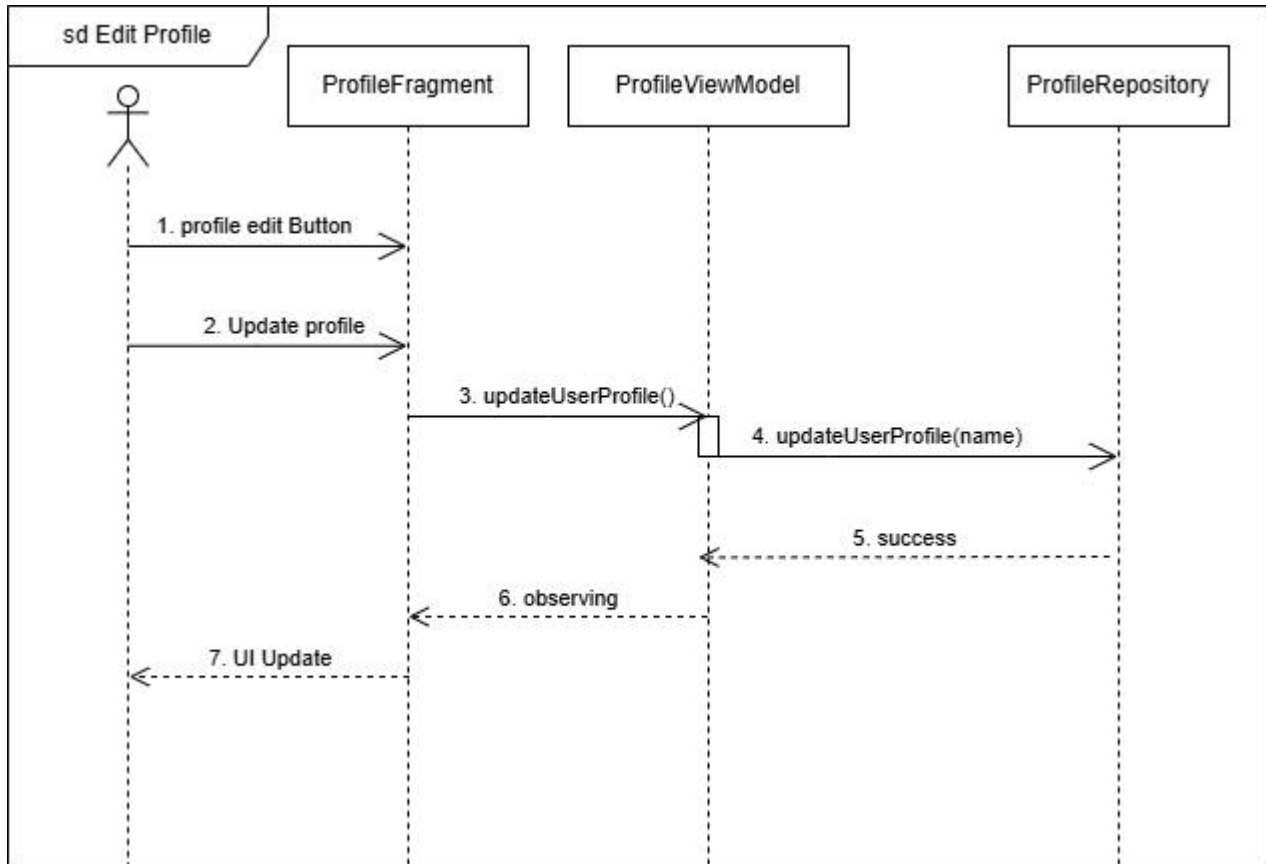 sd Edit Profile
ProfileFragment
ProfileViewModel
ProfileRepository
1. profile edit Button
2. Update profile
3. updateUserProfile()
4. updateUserProfile(name)
5. success
6. observing
7. UI Update